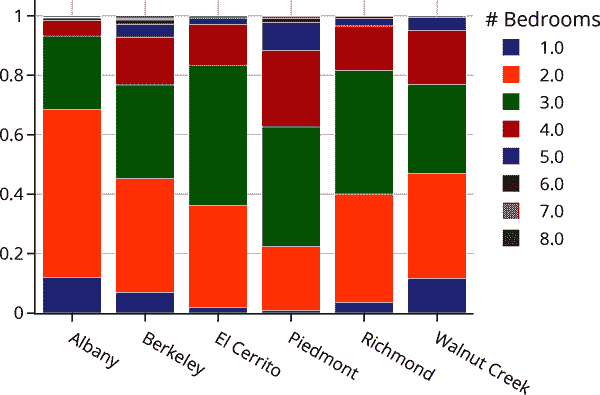 # Bedrooms
1.0
2.0
3.0
4.0
5.0
6.0
7.0
8.0
1
0.8
0.6
0.4
0.2
0
Albany
Berkeley
El Cerrito
Piedmont
Richmond
Walnut Creek